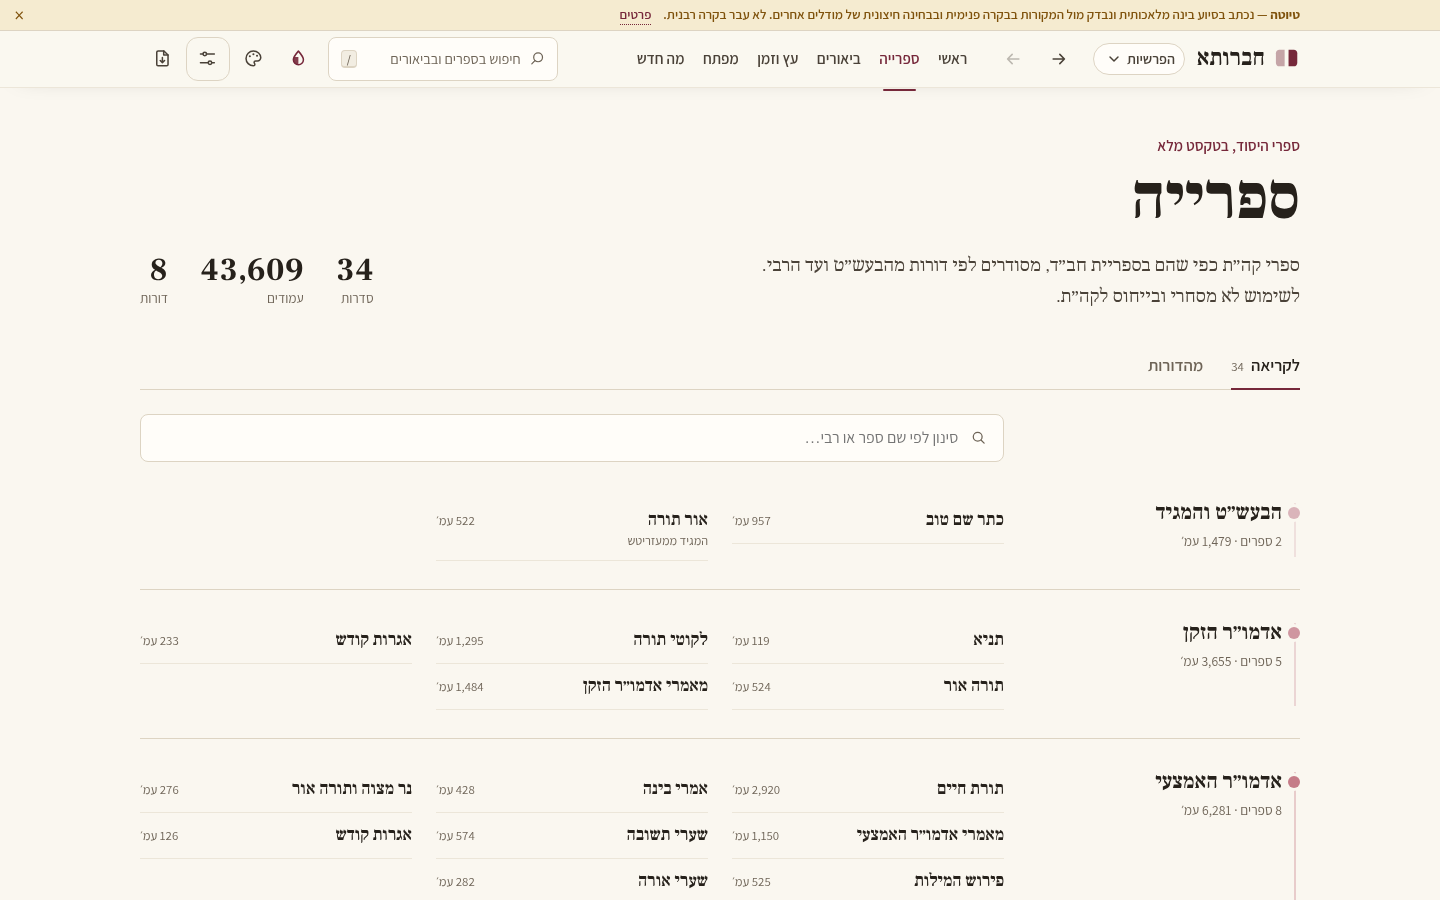 טיוטה — נכתב בסיוע בינה מלאכותית ונבדק מול המקורות בבקרה פנימית ובבחינה חיצונית של מודלים אחרים. לא עבר בקרה רבנית. פרטים ×
חברותא הפרשיות → ← ראשי ספרייה ביאורים עץ וזמן מפתח מה חדש חיפוש בספרים ובביאורים /
ספרי היסוד, בטקסט מלא
ספרייה
ספרי קה״ת כפי שהם בספריית חב״ד, מסודרים לפי דורות מהבעש״ט ועד הרבי.
לשימוש לא מסחרי ובייחוס לקה״ת.
34 43,609 8
סדרות עמודים דורות
לקריאה 34 מהדורות
סינון לפי שם ספר או רבי…
הבעש״ט והמגיד
2 ספרים · 1,479 עמ׳
כתר שם טוב 957 עמ׳
אור תורה 522 עמ׳
המגיד ממעזריטש
אדמו״ר הזקן
5 ספרים · 3,655 עמ׳
תניא 119 עמ׳ לקוטי תורה 1,295 עמ׳ אגרות קודש 233 עמ׳
תורה אור 524 עמ׳ מאמרי אדמו״ר הזקן 1,484 עמ׳
אדמו״ר האמצעי
8 ספרים · 6,281 עמ׳
תורת חיים 2,920 עמ׳ אמרי בינה 428 עמ׳ נר מצוה ותורה אור 276 עמ׳
מאמרי אדמו״ר האמצעי 1,150 עמ׳ שערי תשובה 574 עמ׳ אגרות קודש 126 עמ׳
פירוש המילות 525 עמ׳ שערי אורה 282 עמ׳